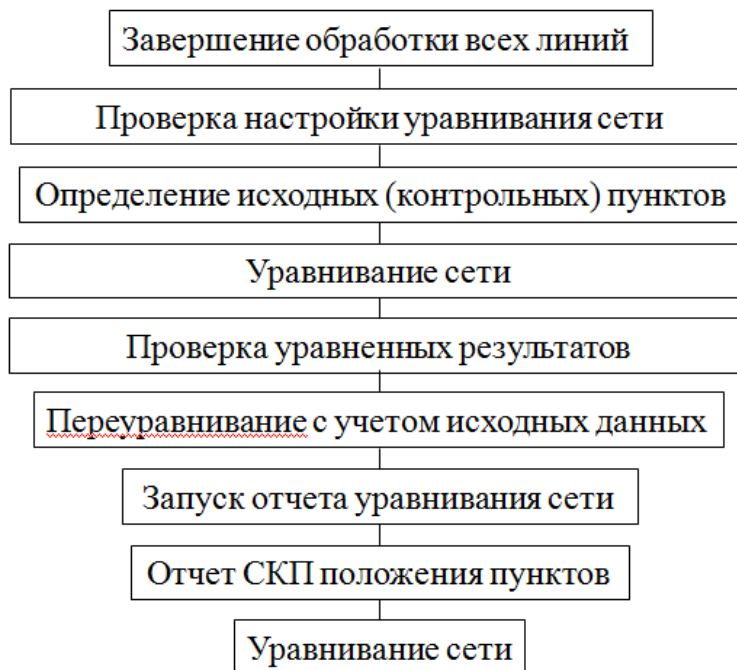 Завершение обработки всех линий
Проверка настройки уравнивания сети
Определение исходных (контрольных) пунктов
Уравнивание сети
Проверка уравненных результатов
Переуравнивание с учетом исходных данных
Запуск отчета уравнивания сети
Отчет СКП положения пунктов
Уравнивание сети